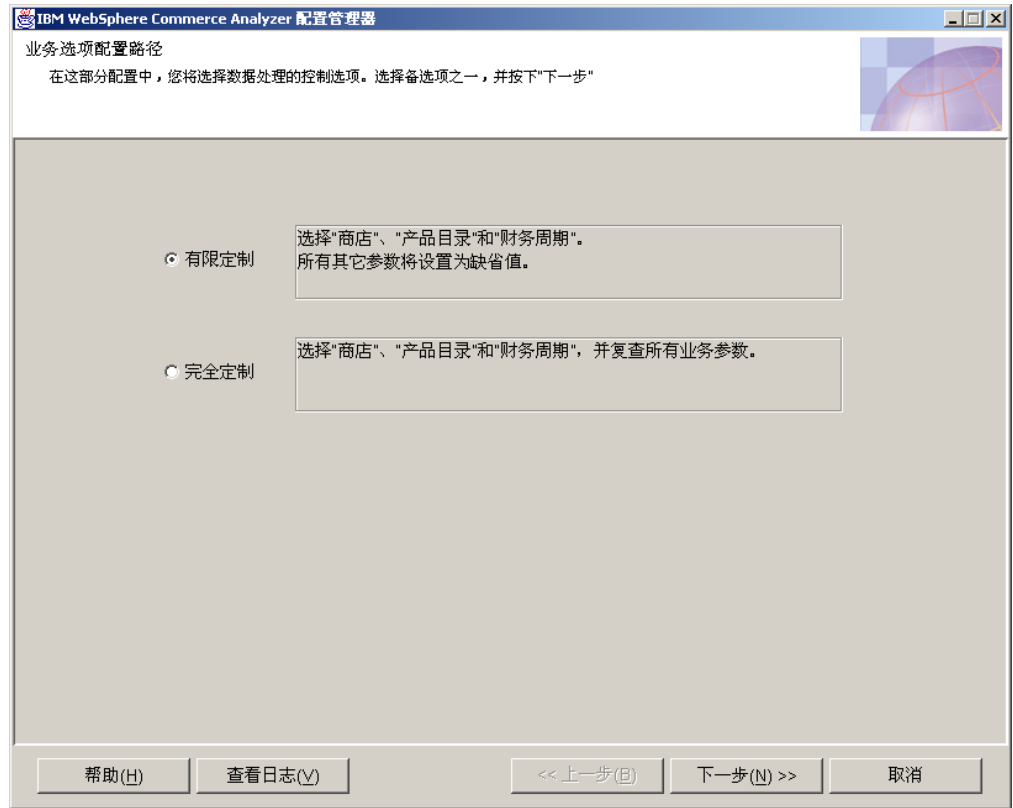 IBM WebSphere Commerce Analyzer 配置管理器
业务选项配置路径
在这部分配置中，您将选择数据处理的控制选项。选择备选项之一，并按下"下一步"
有限定制
选择"商店"、"产品目录"和"财务周期"。
所有其它参数将设置为缺省值。
完全定制
选择"商店"、"产品目录"和"财务周期"，并复查所有业务参数。
帮助(H)
查看日志(V)
<< 上一步(B)
下一步(N) >>
取消